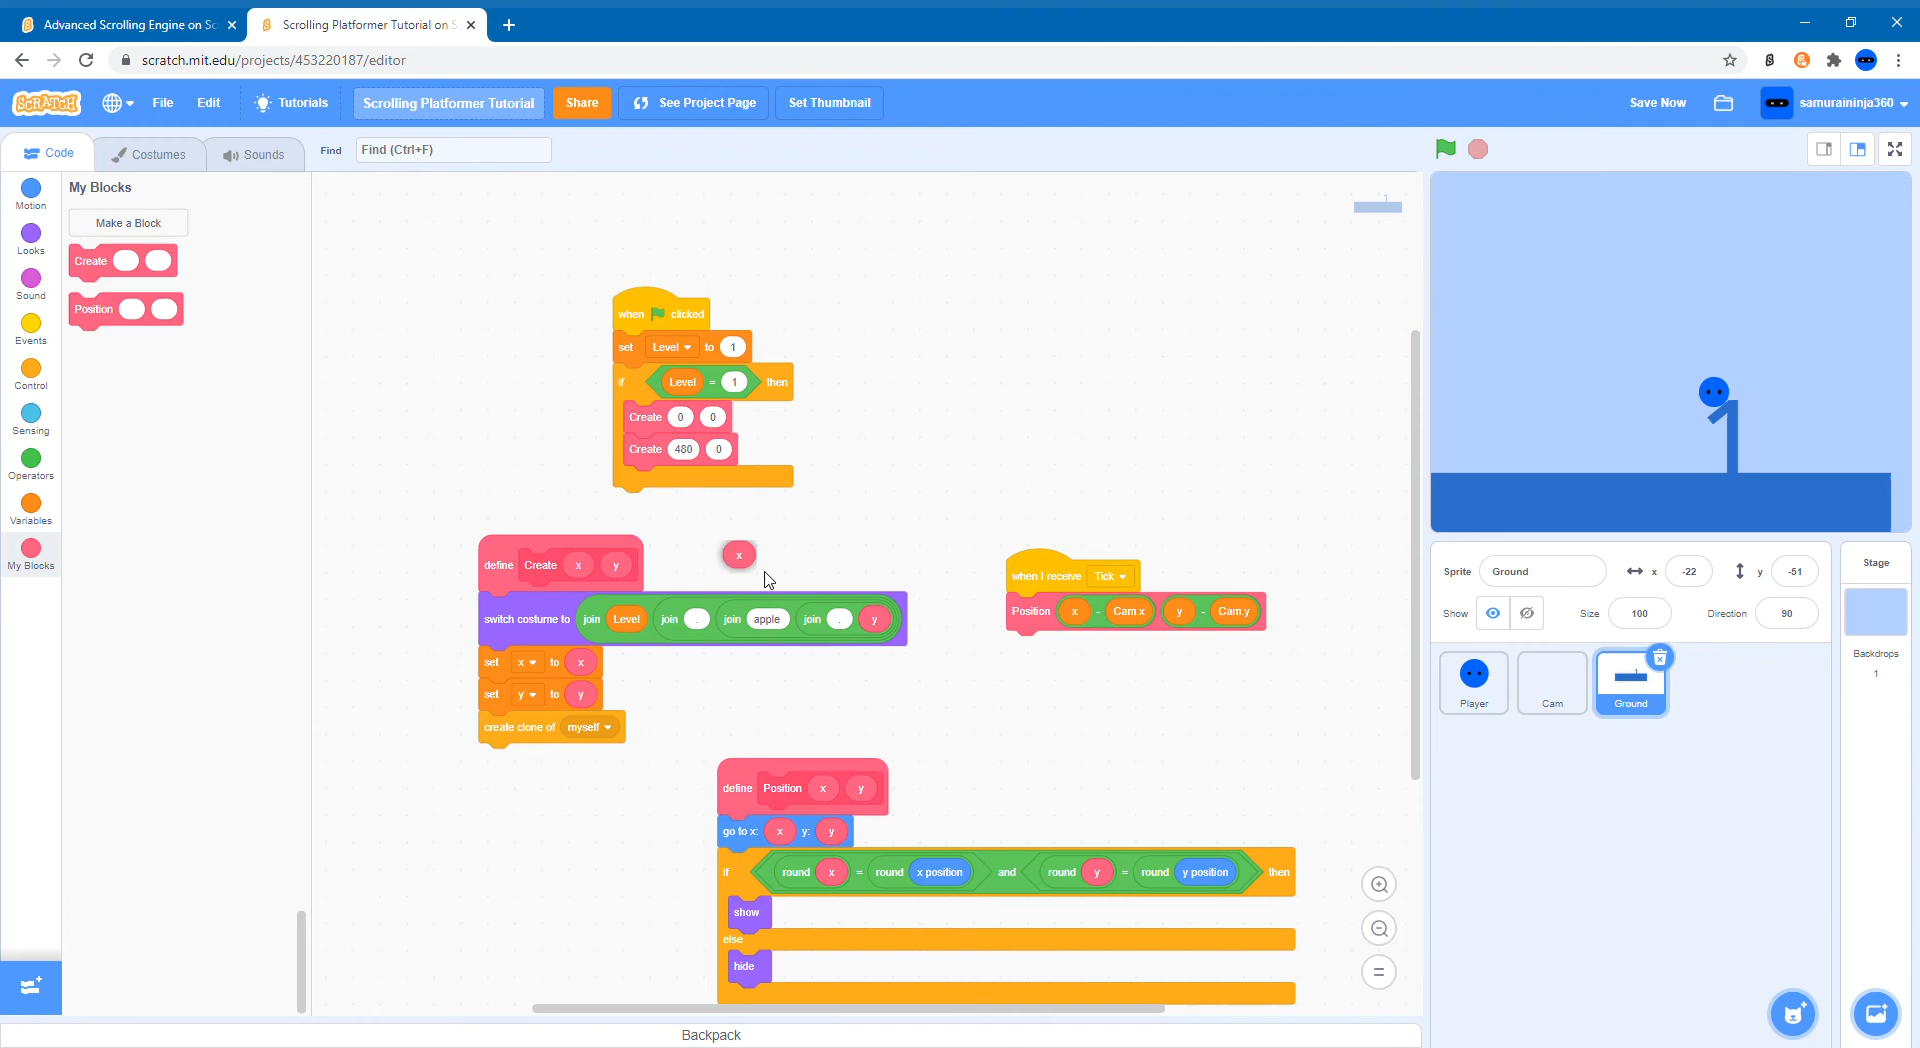 Advanced Scrolling Engine on Sc
Scrolling Platformer Tutorial on S
scratch.mit.edu/projects/453220187/editor
SCRATCH
File
Edit
Tutorials
Scrolling Platformer Tutorial
Share
See Project Page
Set Thumbnail
Save Now
samuraininja360
Code
Costumes
Sounds
Find
Find (Ctrl+F)
Motion
Looks
Sound
Events
Control
Sensing
Operators
Variables
My Blocks
My Blocks
Make a Block
Create
Position
when clicked
set Level to 1
if Level = 1 then
Create 0 0
Create 480 0
define Create x y
x
switch costume to join Level join . join apple join . y
set x to x
set y to y
create clone of myself
when I receive Tick
Position x - Cam.x y - Cam.y
define Position x y
go to x: x y: y
if round x = round x position and round y = round y position then
show
else
hide
Backpack
1
1
Sprite Ground x -22 y -51
Show Size 100 Direction 90
Player
Cam
Ground
Stage
Backdrops
1